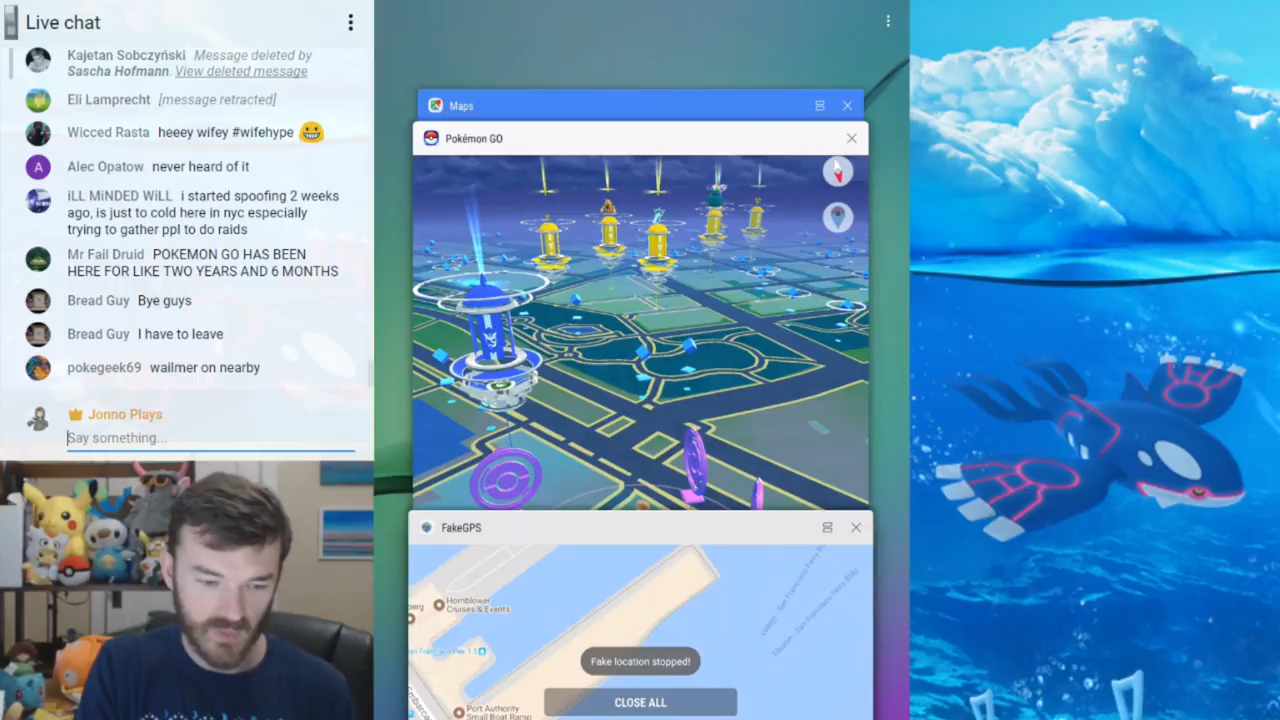 Live chat
Kajetan Sobczyński Message deleted by
Sascha Hofmann. View deleted message
Eli Lamprecht [message retracted]
Wicced Rasta heeey wifey #wifehype
A
Alec Opatow never heard of it
iLL MiNDED WiLL i started spoofing 2 weeks
ago, is just to cold here in nyc especially
trying to gather ppl to do raids
Mr Fail Druid POKEMON GO HAS BEEN
HERE FOR LIKE TWO YEARS AND 6 MONTHS
Bread Guy Bye guys
Bread Guy I have to leave
pokegeek69 wailmer on nearby
Jonno Plays
Say something...
Maps
Pokémon GO
FakeGPS
Hornblower
Cruises & Events
Fake location stopped!
CLOSE ALL
Port Authority
Small Boat Ramp